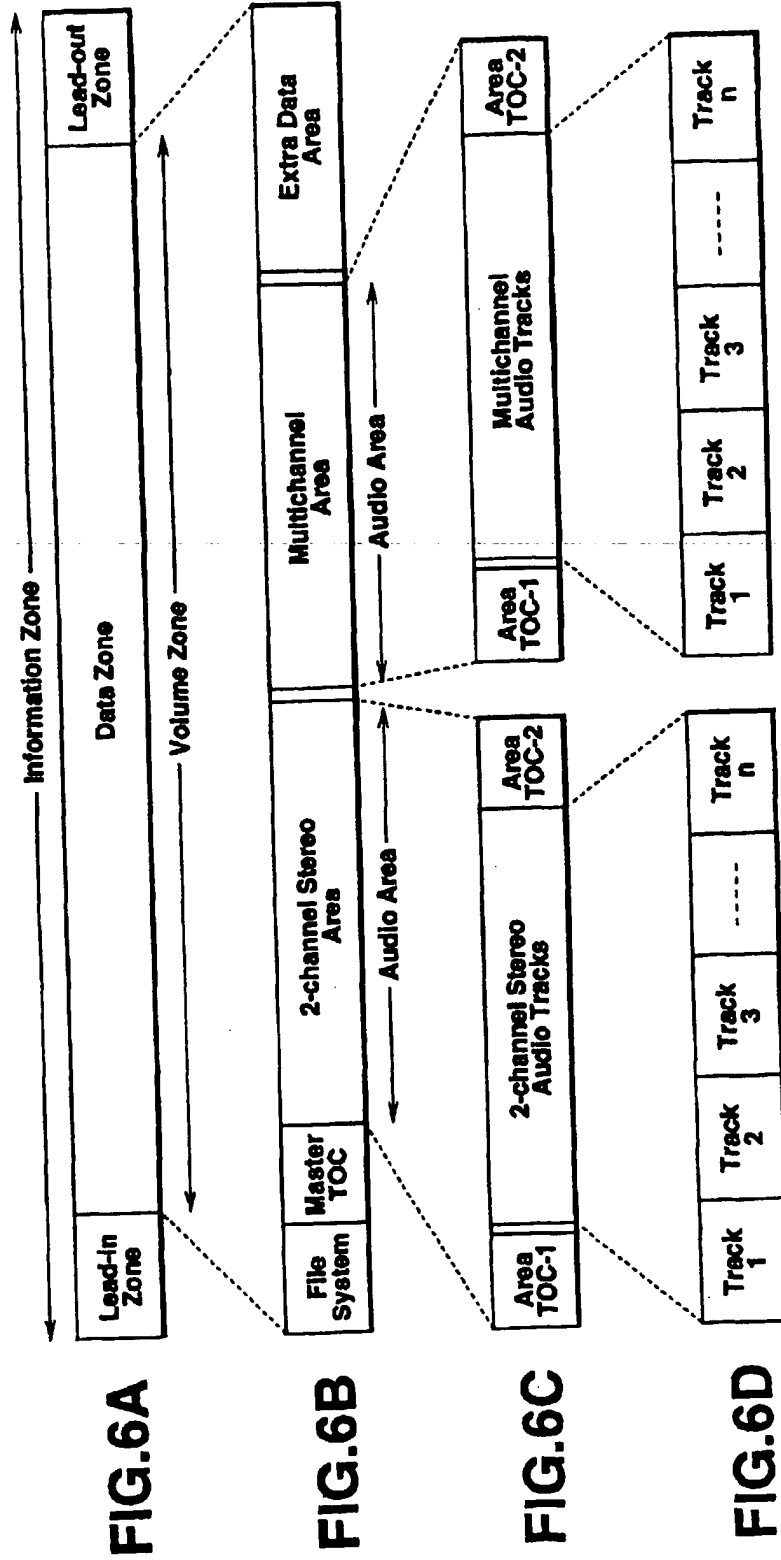 FIG.6A
Information Zone
Lead-in
Zone
Data Zone
Lead-out
Zone
Volume Zone
FIG.6B
File
System
Master
TOC
2-channel Stereo
Area
Multichannel
Area
Extra Data
Area
Audio Area
Audio Area
FIG.6C
Area
TOC-1
2-channel Stereo
Audio Tracks
Area
TOC-2
Area
TOC-1
Multichannel
Audio Tracks
Area
TOC-2
FIG.6D
Track
1
Track
2
Track
3
------
Track
n
Track
1
Track
2
Track
3
-----
Track
n